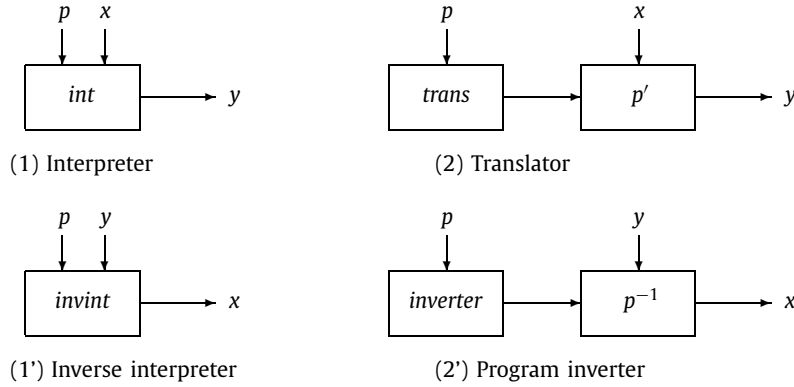 p x p x
int y trans p′ y
(1) Interpreter (2) Translator
p y p y
invint x inverter p⁻¹ x
(1') Inverse interpreter (2') Program inverter